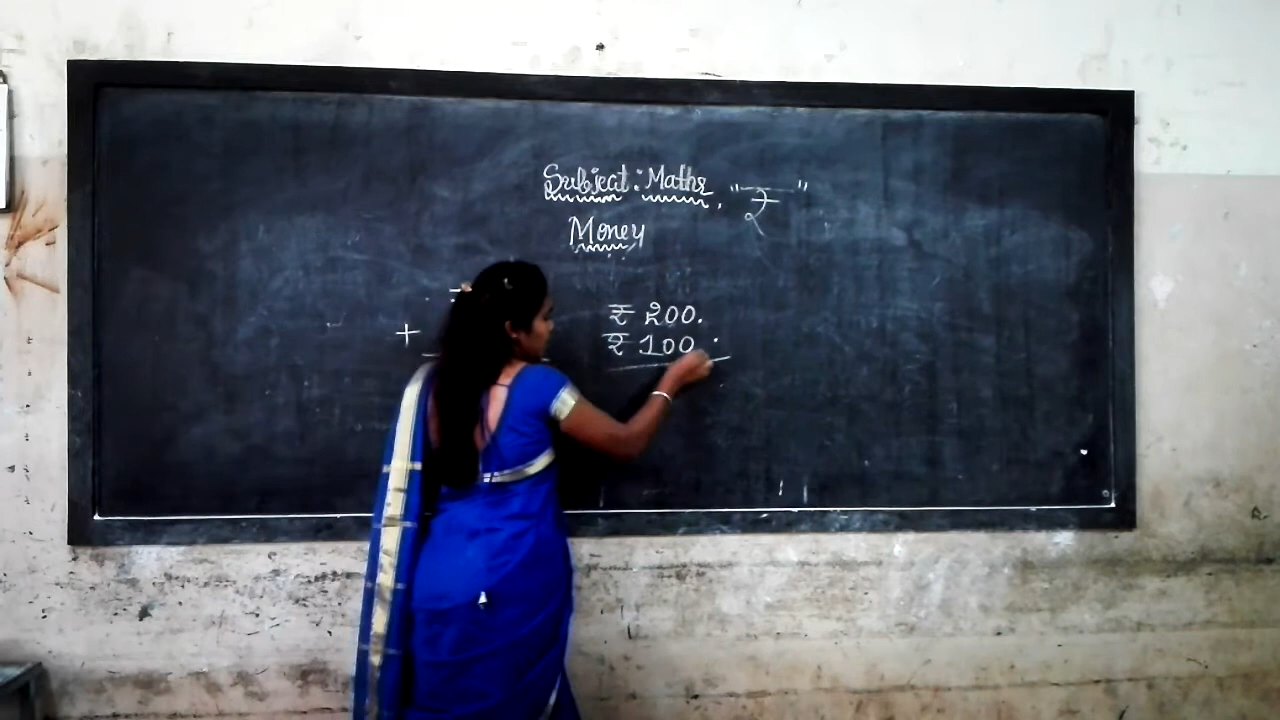 Subject: Maths, "₹"
Money
₹ 200.
+ ₹ 100.